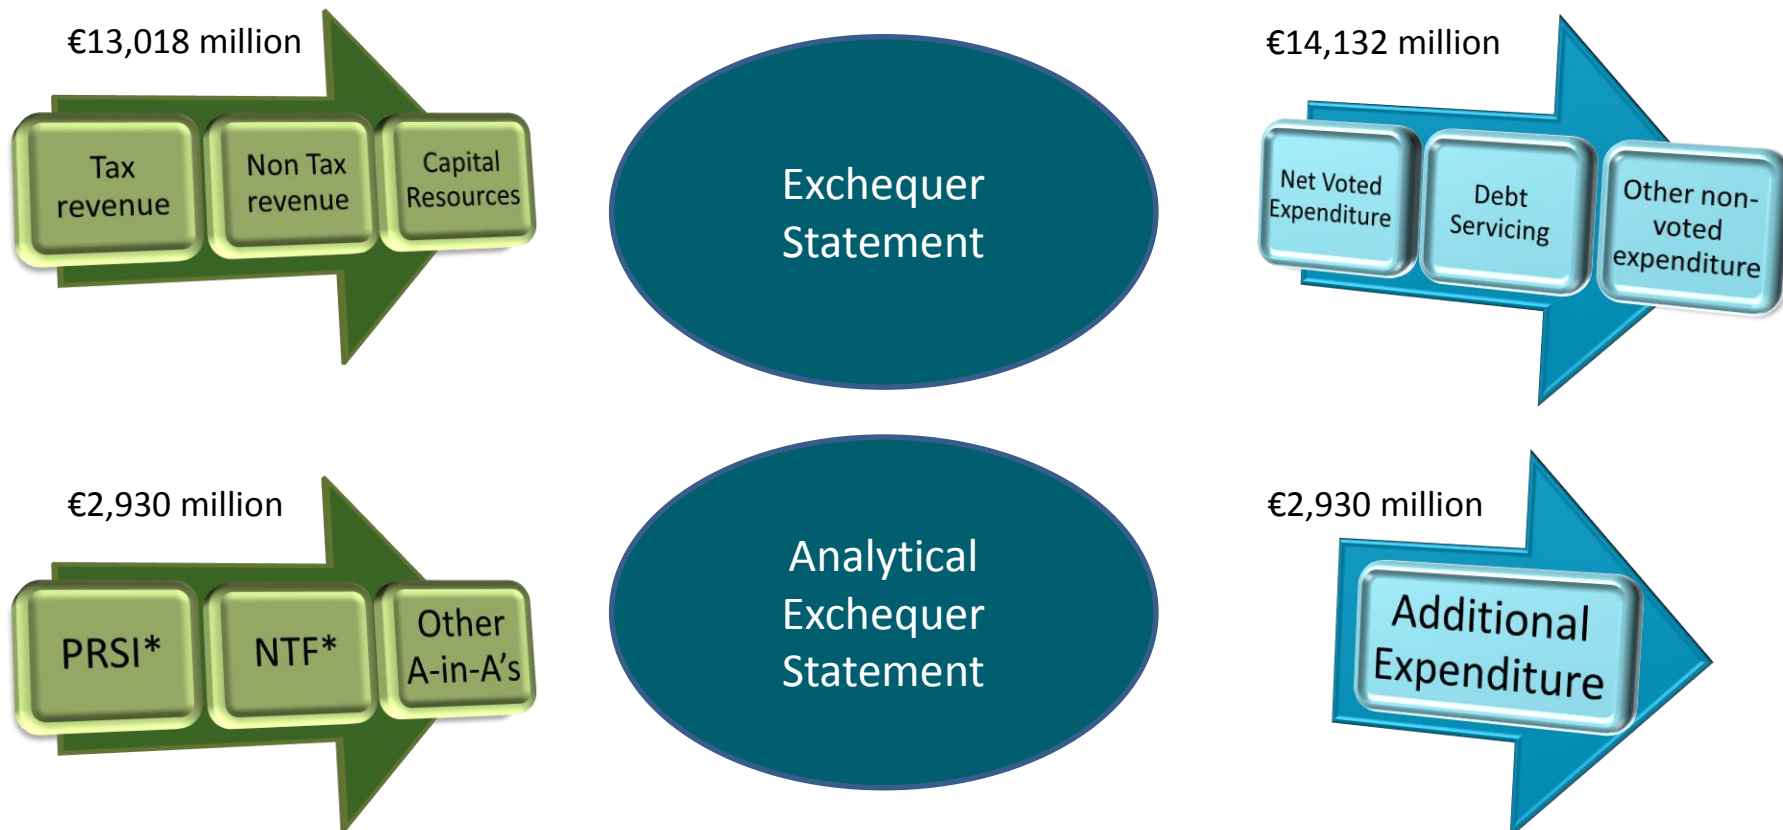 €13,018 million
Tax
revenue
Non Tax
revenue
Capital
Resources
Exchequer
Statement
€14,132 million
Net Voted
Expenditure
Debt
Servicing
Other non-
voted
expenditure
€2,930 million
PRSI*
NTF*
Other
A-in-A's
Analytical
Exchequer
Statement
€2,930 million
Additional
Expenditure